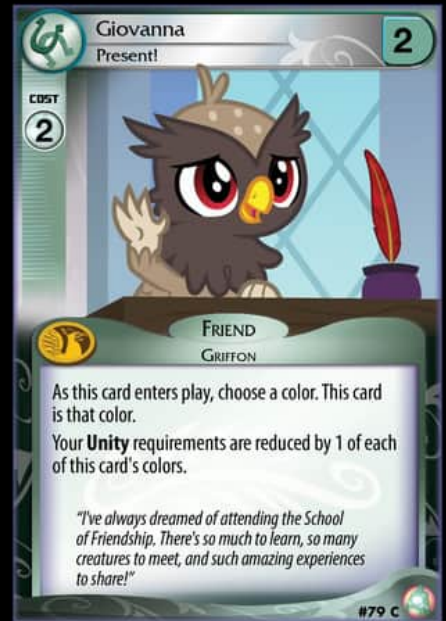 Giovanna
Present!
2
COST
2
FRIEND
GRIFFON
As this card enters play, choose a color. This card
is that color.
Your Unity requirements are reduced by 1 of each
of this card's colors.
"I've always dreamed of attending the School
of Friendship. There's so much to learn, so many
creatures to meet, and such amazing experiences
to share!"
#79 C